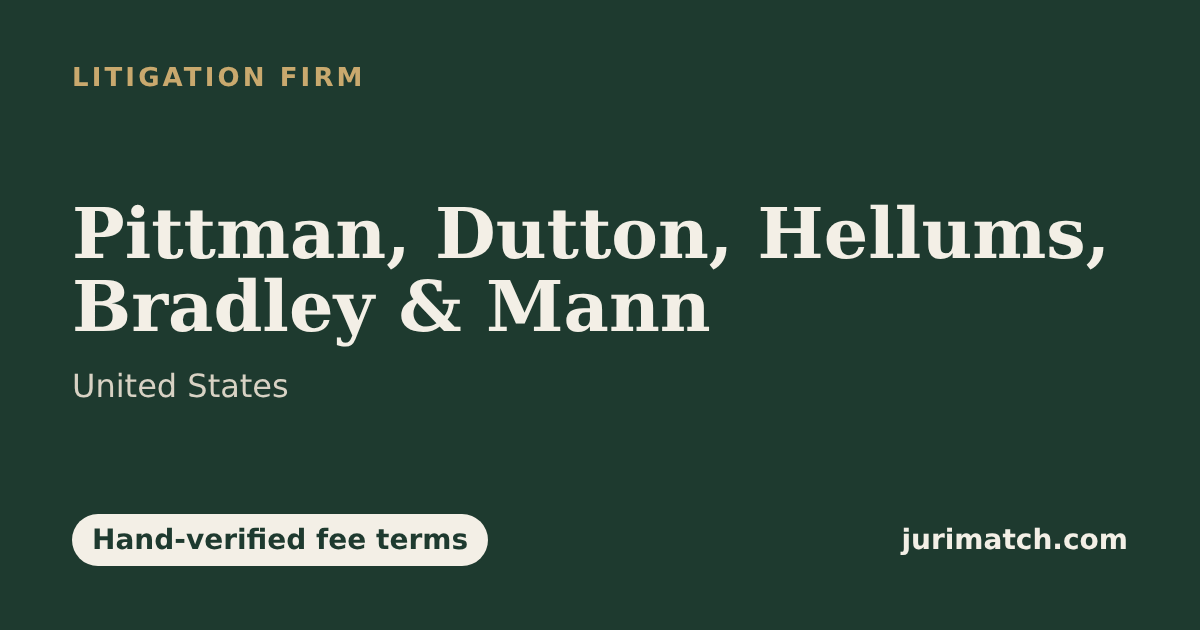 LITIGATION FIRM
Pittman, Dutton, Hellums,
Bradley & Mann
United States
Hand-verified fee terms
jurimatch.com